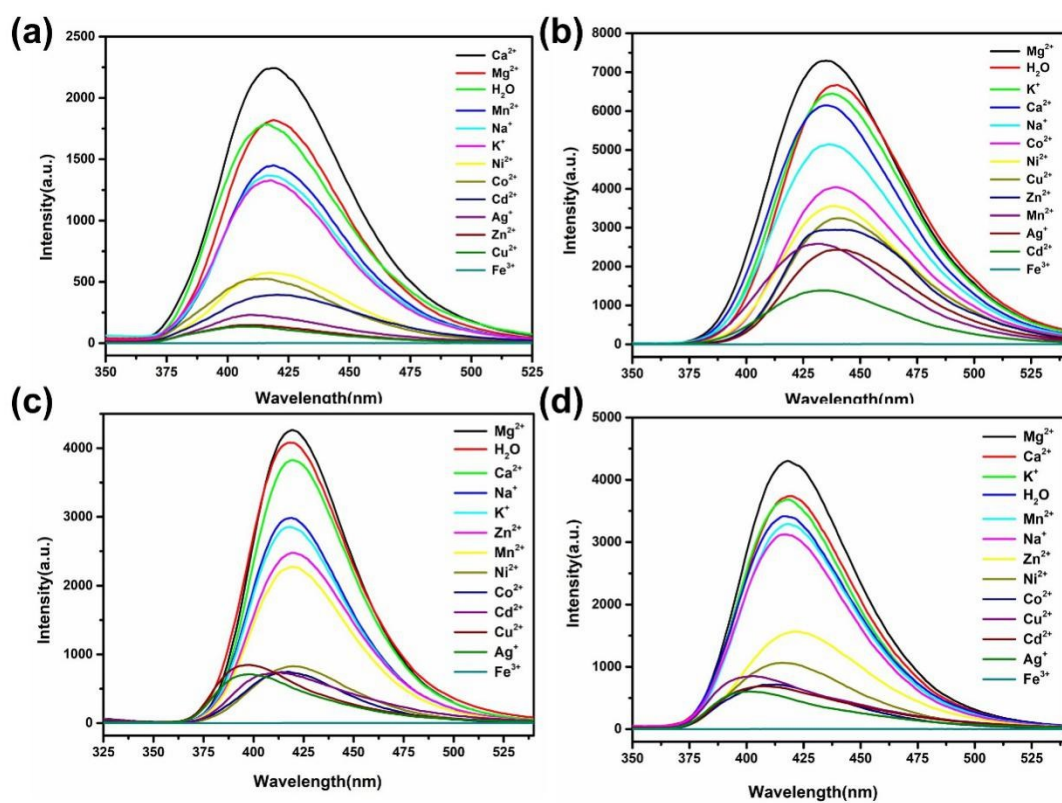 (a)
2500
2000
1500
1000
500
0
Intensity(a.u.)
350 375 400 425 450 475 500 525
Wavelength(nm)
Ca²⁺
Mg²⁺
H₂O
Mn²⁺
Na⁺
K⁺
Ni²⁺
Co²⁺
Cd²⁺
Ag⁺
Zn²⁺
Cu²⁺
Fe³⁺
(b)
8000
7000
6000
5000
4000
3000
2000
1000
0
Intensity(a.u.)
350 375 400 425 450 475 500 525
Wavelength(nm)
Mg²⁺
H₂O
K⁺
Ca²⁺
Na⁺
Co²⁺
Ni²⁺
Cu²⁺
Zn²⁺
Mn²⁺
Ag⁺
Cd²⁺
Fe³⁺
(c)
4000
3000
2000
1000
0
Intensity(a.u.)
325 350 375 400 425 450 475 500 525
Wavelength(nm)
Mg²⁺
H₂O
Ca²⁺
Na⁺
K⁺
Zn²⁺
Mn²⁺
Ni²⁺
Co²⁺
Cd²⁺
Cu²⁺
Ag⁺
Fe³⁺
(d)
5000
4000
3000
2000
1000
0
Intensity(a.u.)
350 375 400 425 450 475 500 525
Wavelength(nm)
Mg²⁺
Ca²⁺
K⁺
H₂O
Mn²⁺
Na⁺
Zn²⁺
Ni²⁺
Co²⁺
Cu²⁺
Cd²⁺
Ag⁺
Fe³⁺